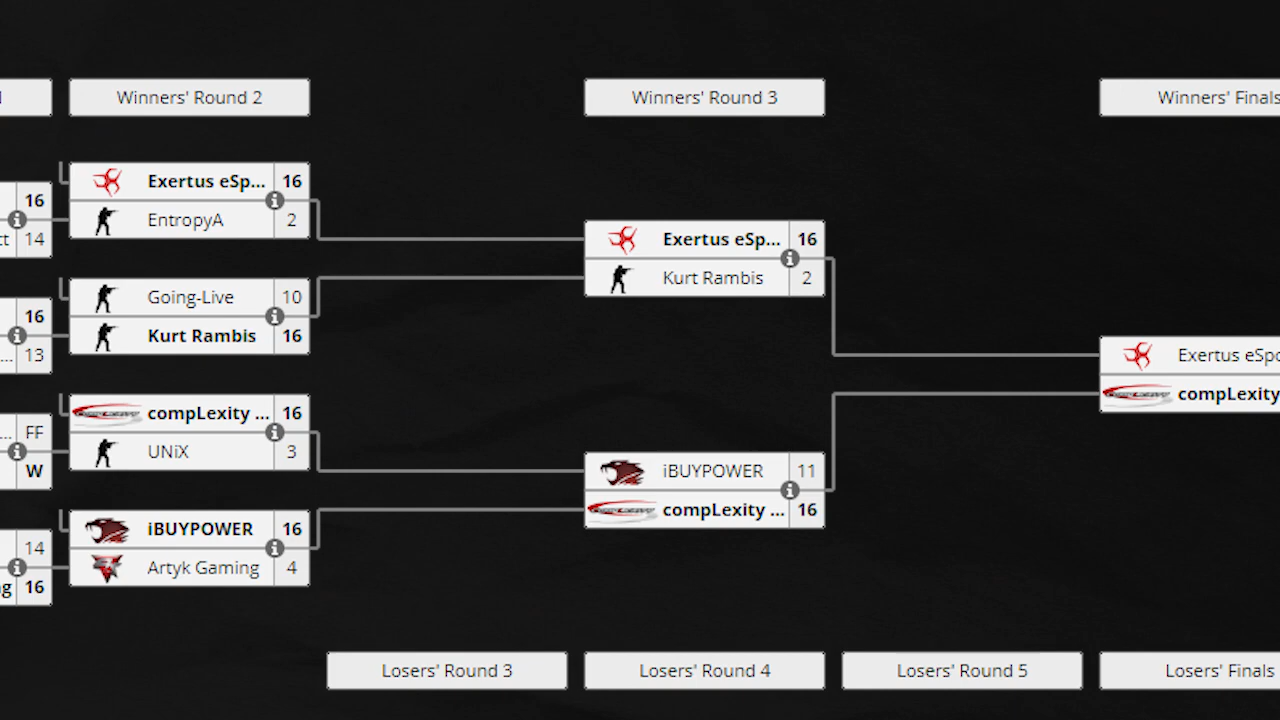 Winners' Round 2
Winners' Round 3
Winners' Finals
16
14
Exertus eSp... 16
EntropyA 2
Exertus eSp... 16
Kurt Rambis 2
16
... 13
Going-Live 10
Kurt Rambis 16
Exertus eSpo
compLexity
... FF
W
compLexity ... 16
UNiX 3
iBUYPOWER 11
compLexity ... 16
14
16
iBUYPOWER 16
Artyk Gaming 4
Losers' Round 3
Losers' Round 4
Losers' Round 5
Losers' Finals